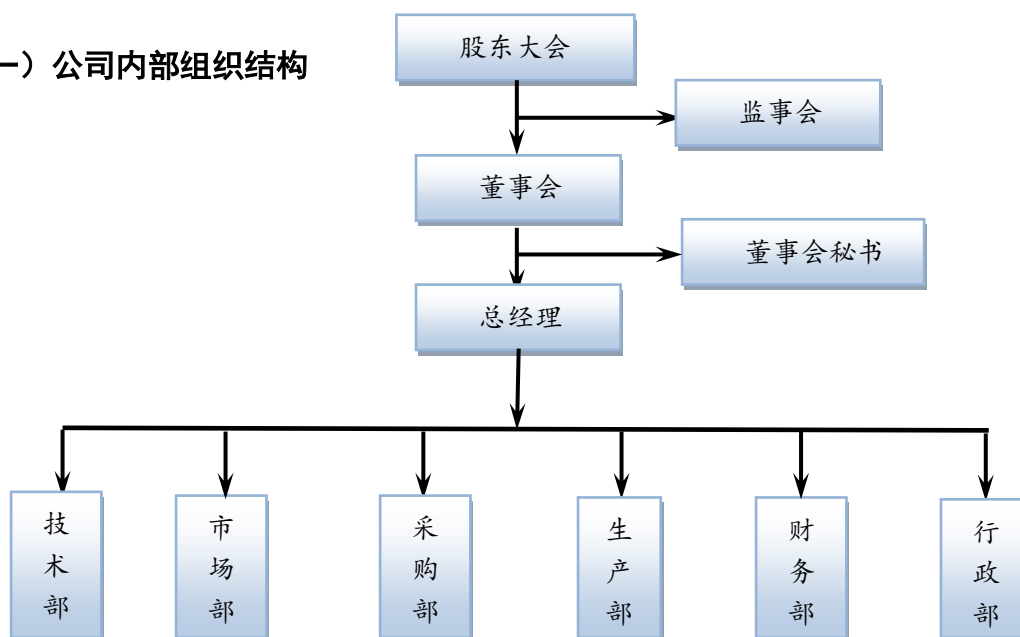 一）公司内部组织结构
股东大会
监事会
董事会
董事会秘书
总经理
技术部
市场部
采购部
生产部
财务部
行政部